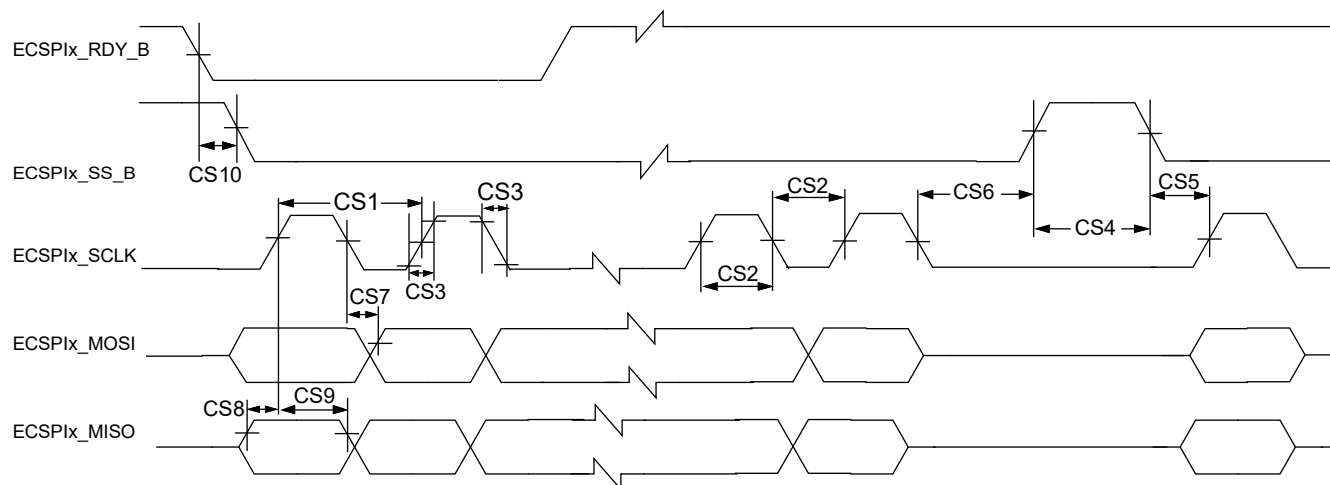 ECSPIx_RDY_B
CS10
ECSPIx_SS_B
CS1
CS3
CS2
CS6
CS5
CS4
ECSPIx_SCLK
CS3
CS2
CS7
ECSPIx_MOSI
CS8
CS9
ECSPIx_MISO